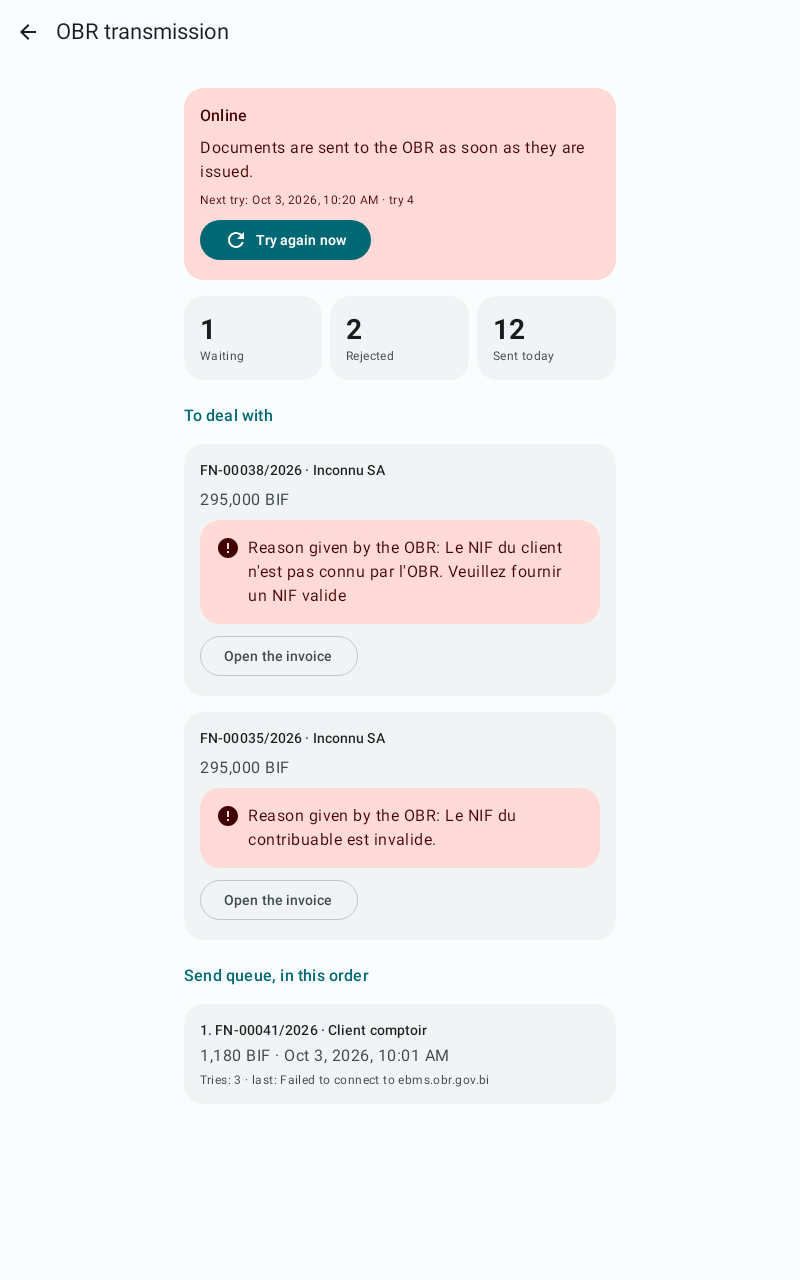 OBR transmission
Online
Documents are sent to the OBR as soon as they are
issued.
Next try: Oct 3, 2026, 10:20 AM · try 4
Try again now
1
Waiting
2
Rejected
12
Sent today
To deal with
FN-00038/2026 · Inconnu SA
295,000 BIF
Reason given by the OBR: Le NIF du client
n'est pas connu par l'OBR. Veuillez fournir
un NIF valide
Open the invoice
FN-00035/2026 · Inconnu SA
295,000 BIF
Reason given by the OBR: Le NIF du
contribuable est invalide.
Open the invoice
Send queue, in this order
1. FN-00041/2026 · Client comptoir
1,180 BIF · Oct 3, 2026, 10:01 AM
Tries: 3 · last: Failed to connect to ebms.obr.gov.bi